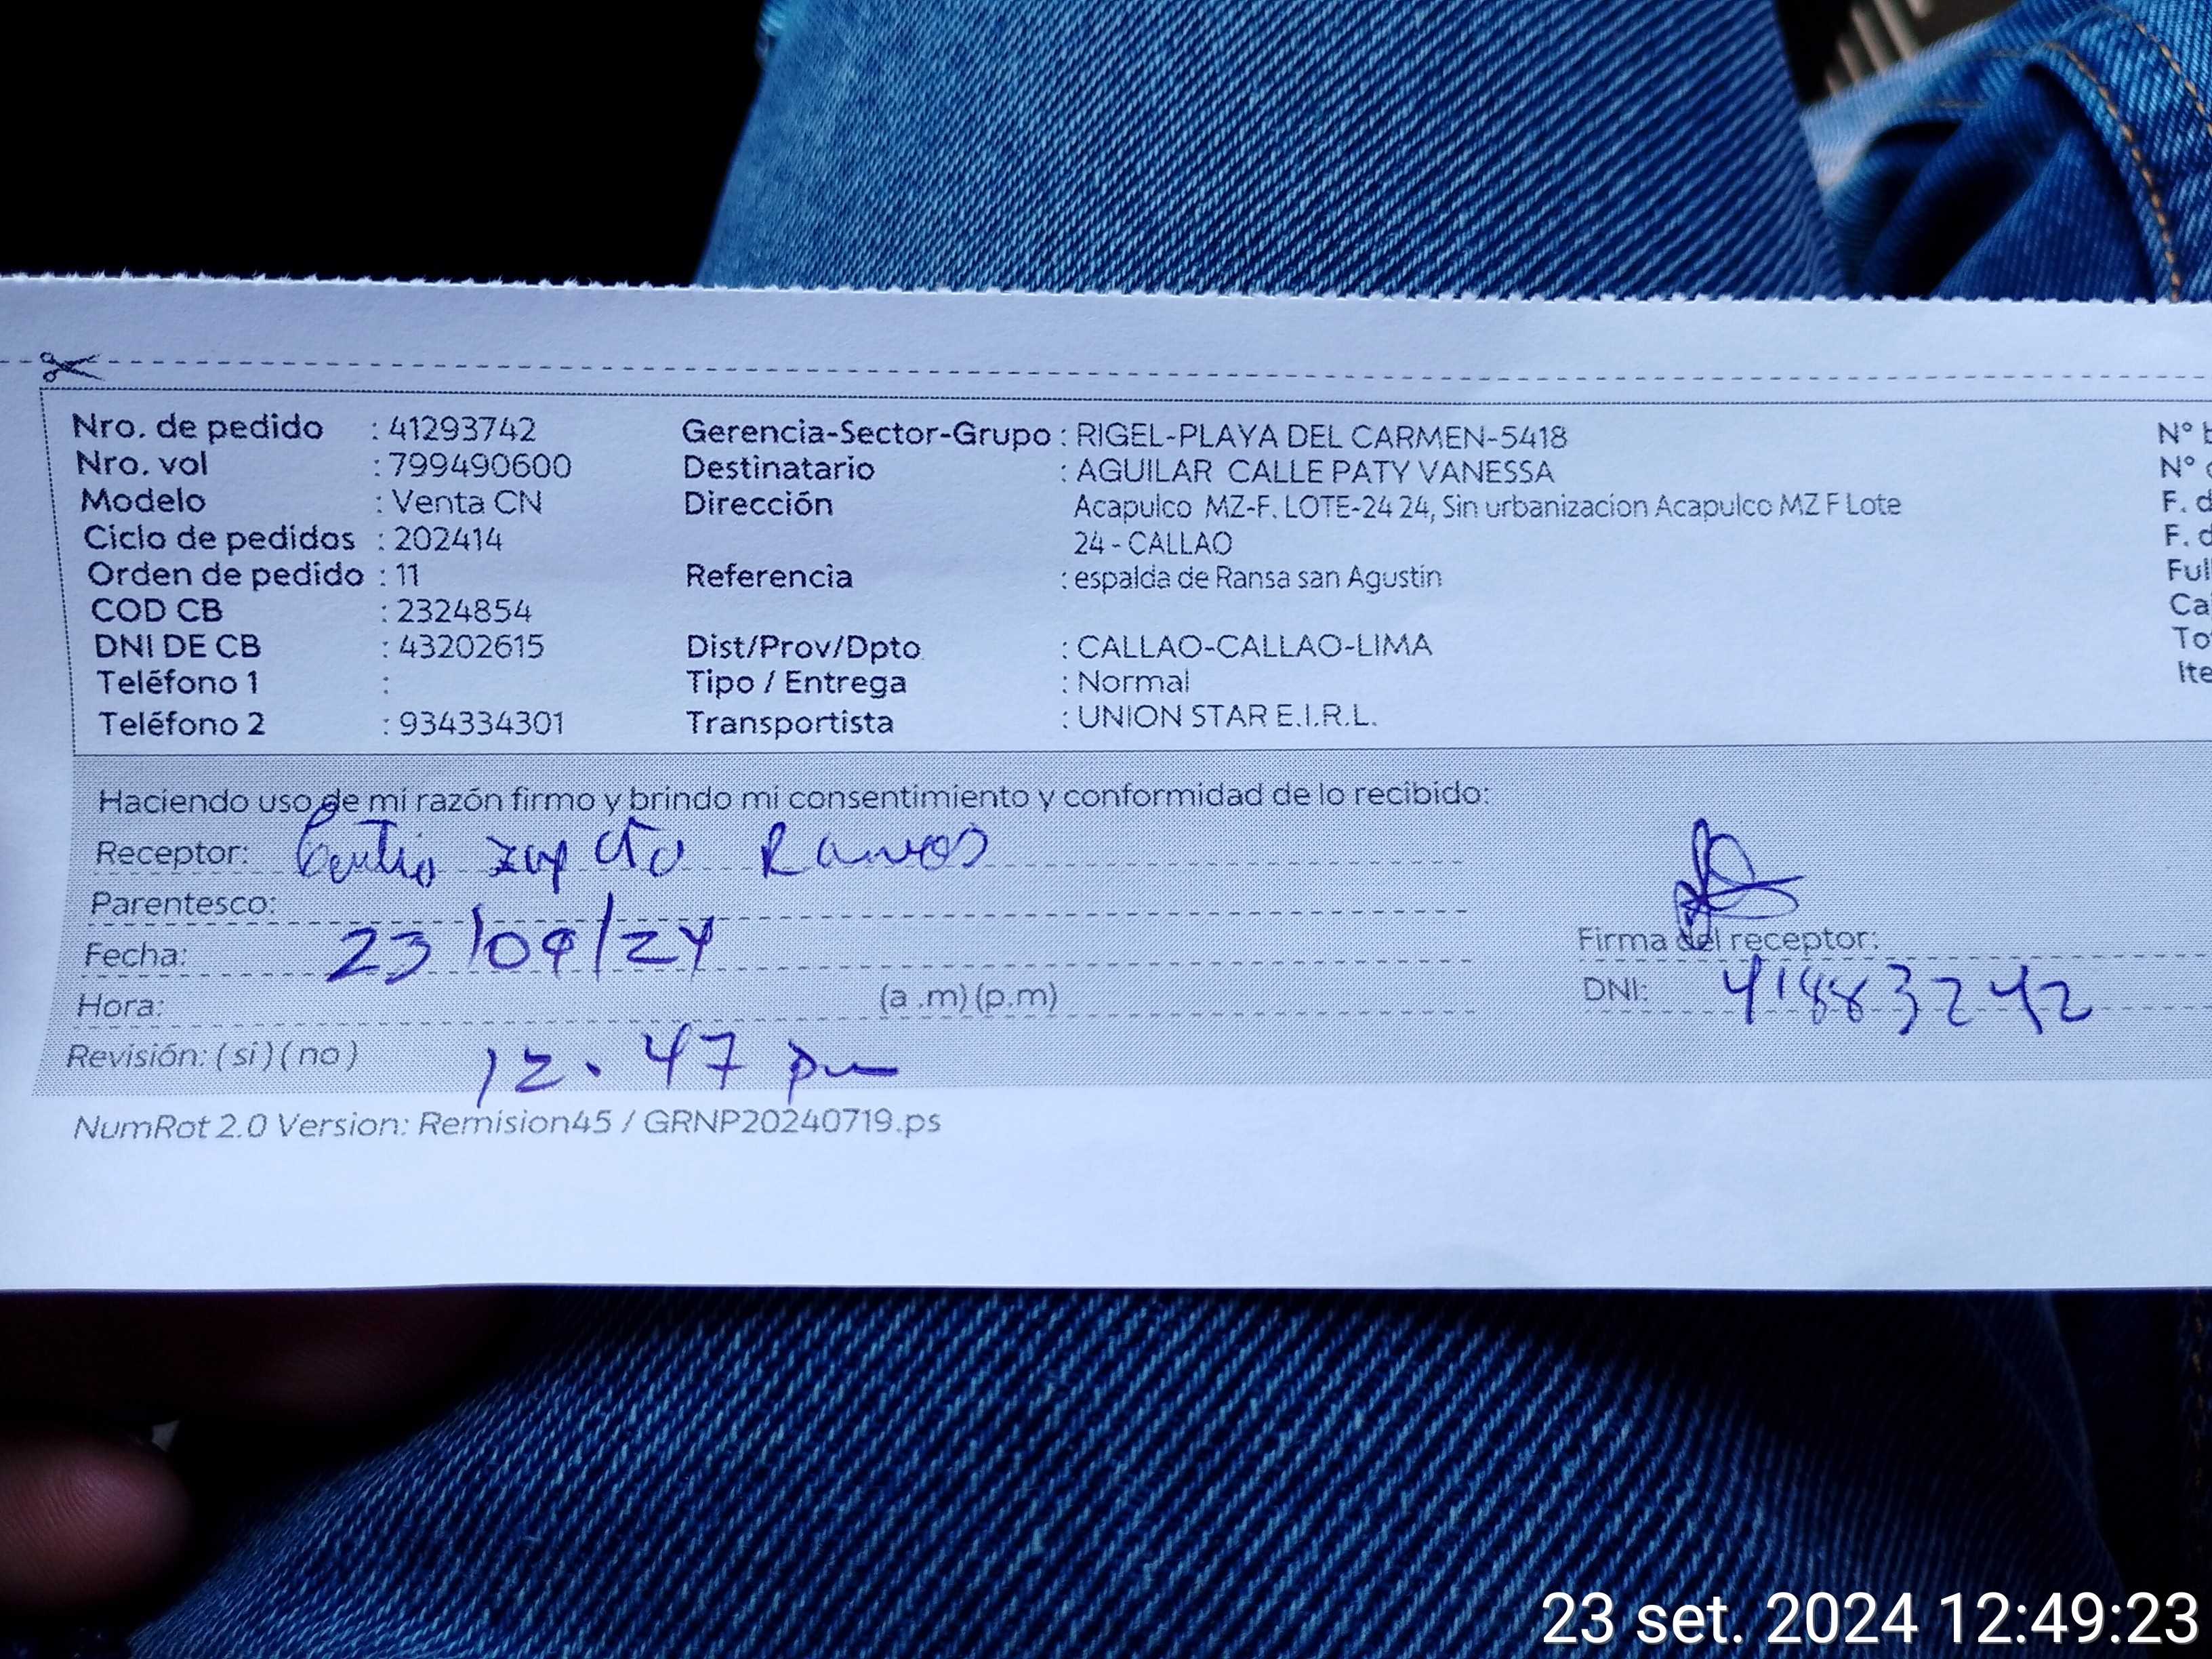 Nro. de pedido : 41293742 Gerencia-Sector-Grupo : RIGEL-PLAYA DEL CARMEN-5418 N°
Nro. vol : 799490600 Destinatario : AGUILAR CALLE PATY VANESSA N°
Modelo : Venta CN Dirección Acapulco MZ-F. LOTE-24 24, Sin urbanizacion Acapulco MZ F Lote F. d
Ciclo de pedidos : 202414 24 - CALLAO F. d
Orden de pedido : 11 Referencia : espalda de Ransa san Agustin Ful
COD CB : 2324854 Ca
DNI DE CB : 43202615 Dist/Prov/Dpto : CALLAO-CALLAO-LIMA To
Teléfono 1 : Tipo / Entrega : Normal Ite
Teléfono 2 : 934334301 Transportista : UNION STAR E.I.R.L.
Haciendo uso de mi razón firmo y brindo mi consentimiento y conformidad de lo recibido:
Receptor: Ramos
Parentesco:
Fecha: 23/09/24 Firma del receptor:
Hora: (a .m) (p.m) DNI: 41883242
Revisión: ( si ) ( no ) 12.47 pm
NumRot 2.0 Version: Remision45 / GRNP20240719.ps
23 set. 2024 12:49:23